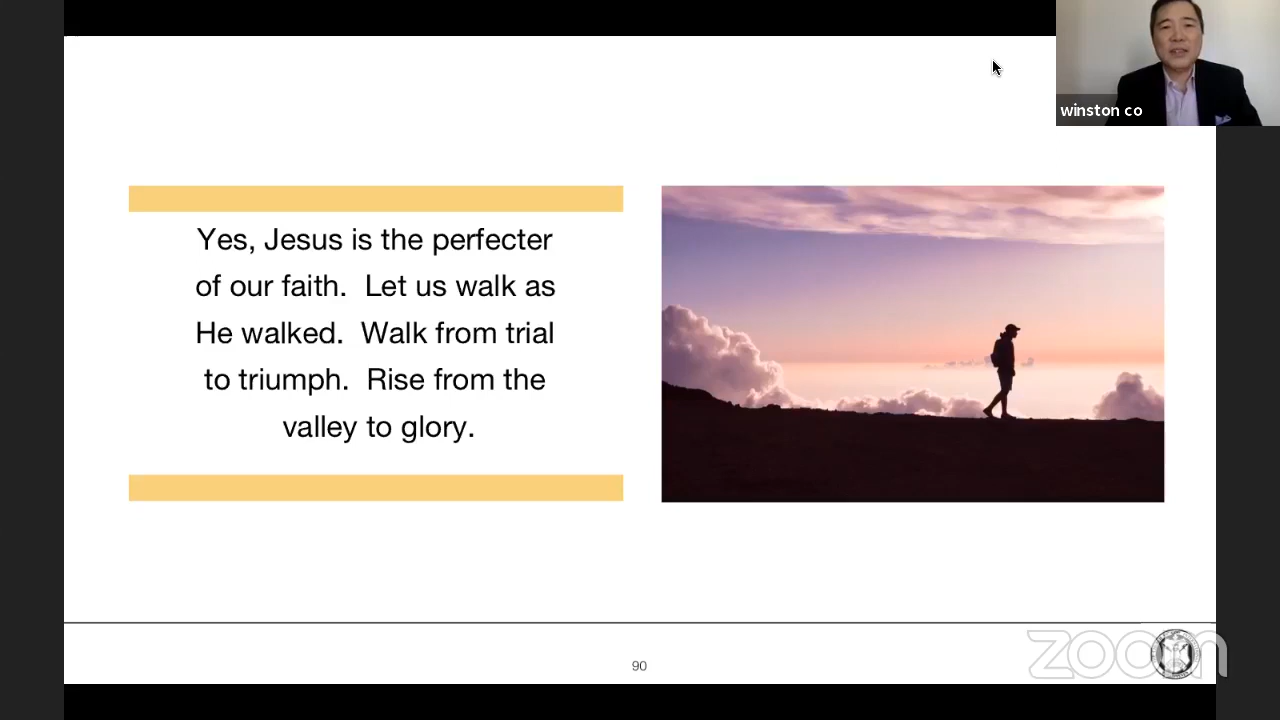 winston co
Yes, Jesus is the perfecter
of our faith.  Let us walk as
He walked.  Walk from trial
to triumph.  Rise from the
valley to glory.
90
zoom